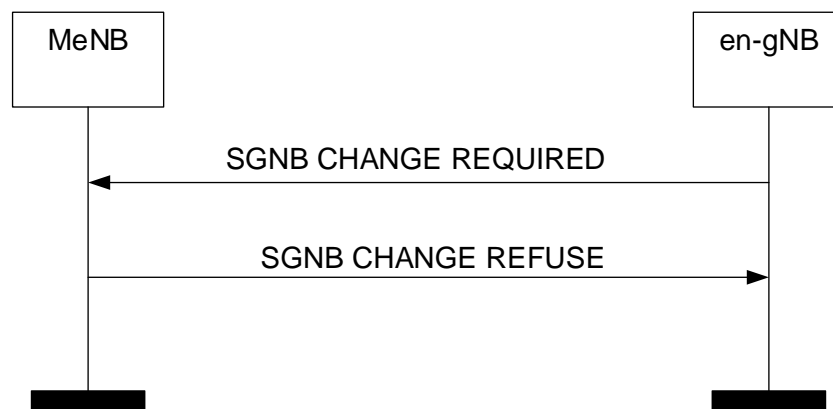 MeNB
en-gNB
SGNB CHANGE REQUIRED
SGNB CHANGE REFUSE